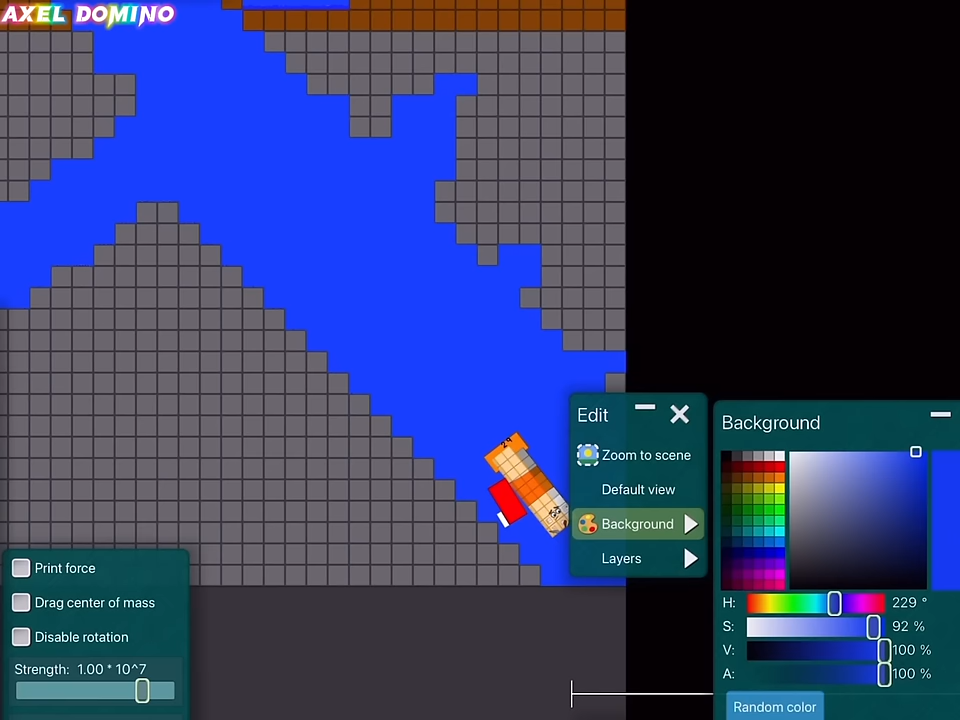 AXEL DOMINO
Edit
Zoom to scene
Default view
Background
Layers
Background
H: 229 °
S: 92 %
V: 100 %
A: 100 %
Random color
Print force
Drag center of mass
Disable rotation
Strength: 1.00 * 10^7